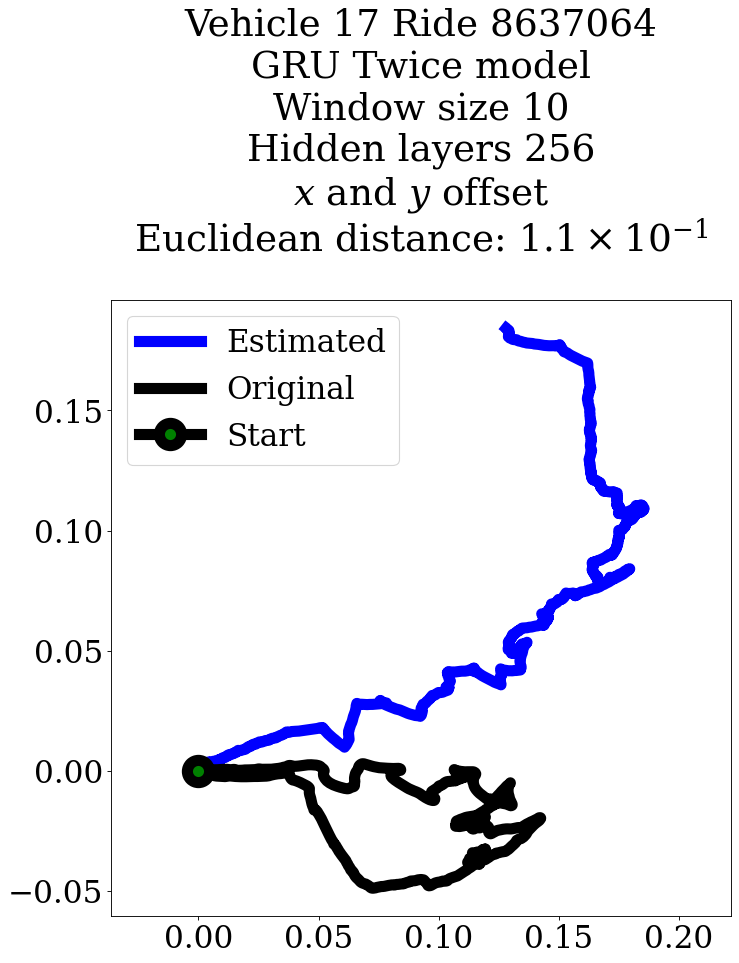 Vehicle 17 Ride 8637064
GRU Twice model
Window size 10
Hidden layers 256
x and y offset
Euclidean distance: 1.1 × 10⁻¹
Estimated
Original
Start
0.15
0.10
0.05
0.00
−0.05
0.00 0.05 0.10 0.15 0.20